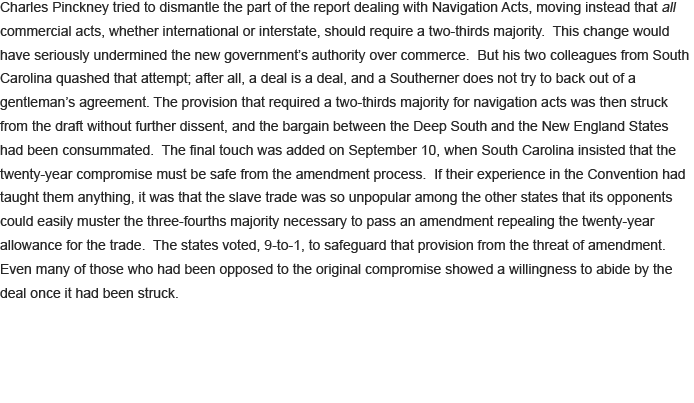 Charles Pinckney tried to dismantle the part of the report dealing with Navigation Acts, moving instead that all
commercial acts, whether international or interstate, should require a two-thirds majority.  This change would
have seriously undermined the new government’s authority over commerce.  But his two colleagues from South
Carolina quashed that attempt; after all, a deal is a deal, and a Southerner does not try to back out of a
gentleman’s agreement. The provision that required a two-thirds majority for navigation acts was then struck
from the draft without further dissent, and the bargain between the Deep South and the New England States
had been consummated.  The final touch was added on September 10, when South Carolina insisted that the
twenty-year compromise must be safe from the amendment process.  If their experience in the Convention had
taught them anything, it was that the slave trade was so unpopular among the other states that its opponents
could easily muster the three-fourths majority necessary to pass an amendment repealing the twenty-year
allowance for the trade.  The states voted, 9-to-1, to safeguard that provision from the threat of amendment.
Even many of those who had been opposed to the original compromise showed a willingness to abide by the
deal once it had been struck.